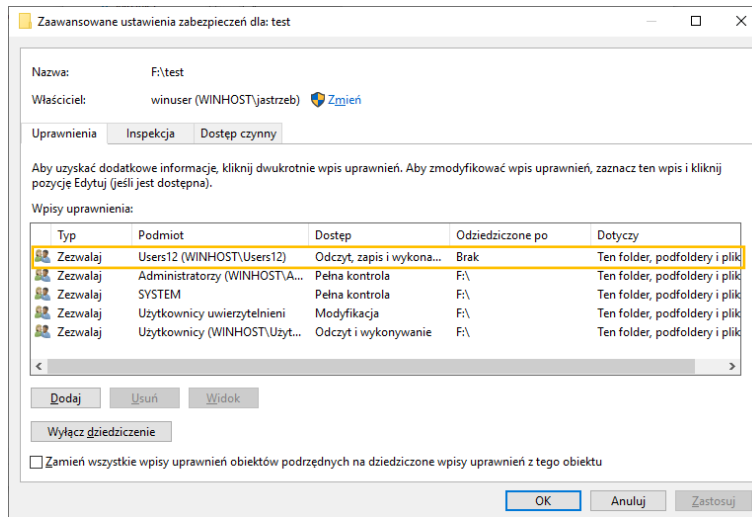 Zaawansowane ustawienia zabezpieczeń dla: test
Nazwa: F:\test
Właściciel: winuser (WINHOST\jastrzeb) Zmień
Uprawnienia Inspekcja Dostęp czynny
Aby uzyskać dodatkowe informacje, kliknij dwukrotnie wpis uprawnień. Aby zmodyfikować wpis uprawnień, zaznacz ten wpis i kliknij
pozycję Edytuj (jeśli jest dostępna).
Wpisy uprawnienia:
Typ Podmiot Dostęp Odziedziczone po Dotyczy
Zezwalaj Users12 (WINHOST\Users12) Odczyt, zapis i wykona... Brak Ten folder, podfoldery i plik
Zezwalaj Administratorzy (WINHOST\A... Pełna kontrola F:\ Ten folder, podfoldery i plik
Zezwalaj SYSTEM Pełna kontrola F:\ Ten folder, podfoldery i plik
Zezwalaj Użytkownicy uwierzytelnieni Modyfikacja F:\ Ten folder, podfoldery i plik
Zezwalaj Użytkownicy (WINHOST\Użyt... Odczyt i wykonywanie F:\ Ten folder, podfoldery i plik
Dodaj Usuń Widok
Wyłącz dziedziczenie
Zamień wszystkie wpisy uprawnień obiektów podrzędnych na dziedziczone wpisy uprawnień z tego obiektu
OK Anuluj Zastosuj